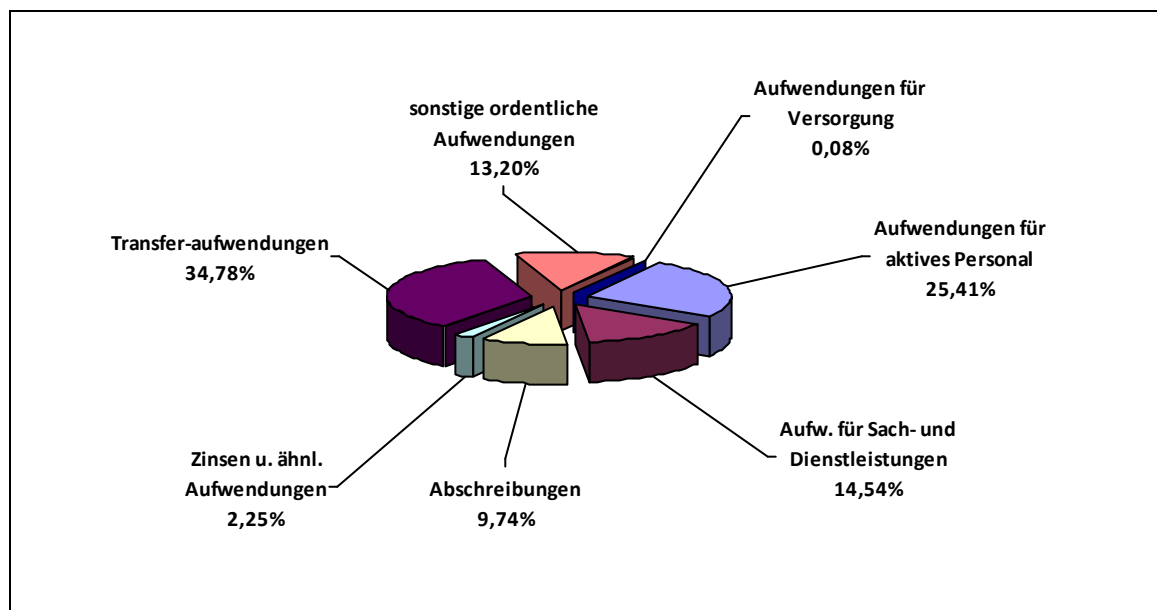 sonstige ordentliche
Aufwendungen
13,20%
Aufwendungen für
Versorgung
0,08%
Transfer-aufwendungen
34,78%
Aufwendungen für
aktives Personal
25,41%
Zinsen u. ähnl.
Aufwendungen
2,25%
Abschreibungen
9,74%
Aufw. für Sach- und
Dienstleistungen
14,54%